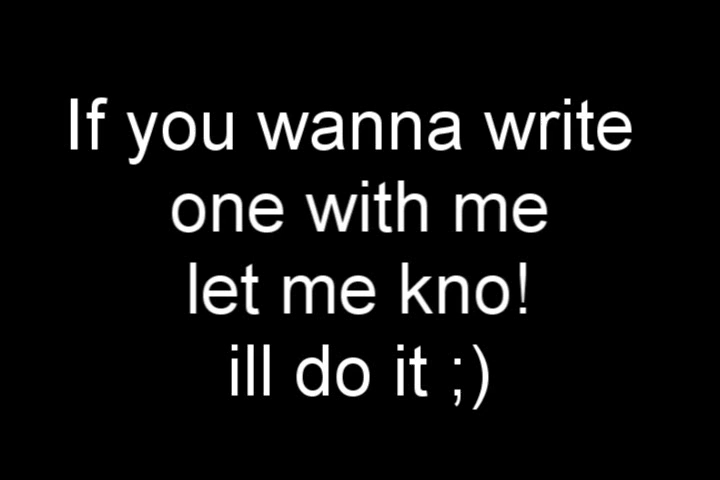 If you wanna write
one with me
let me kno!
ill do it ;)